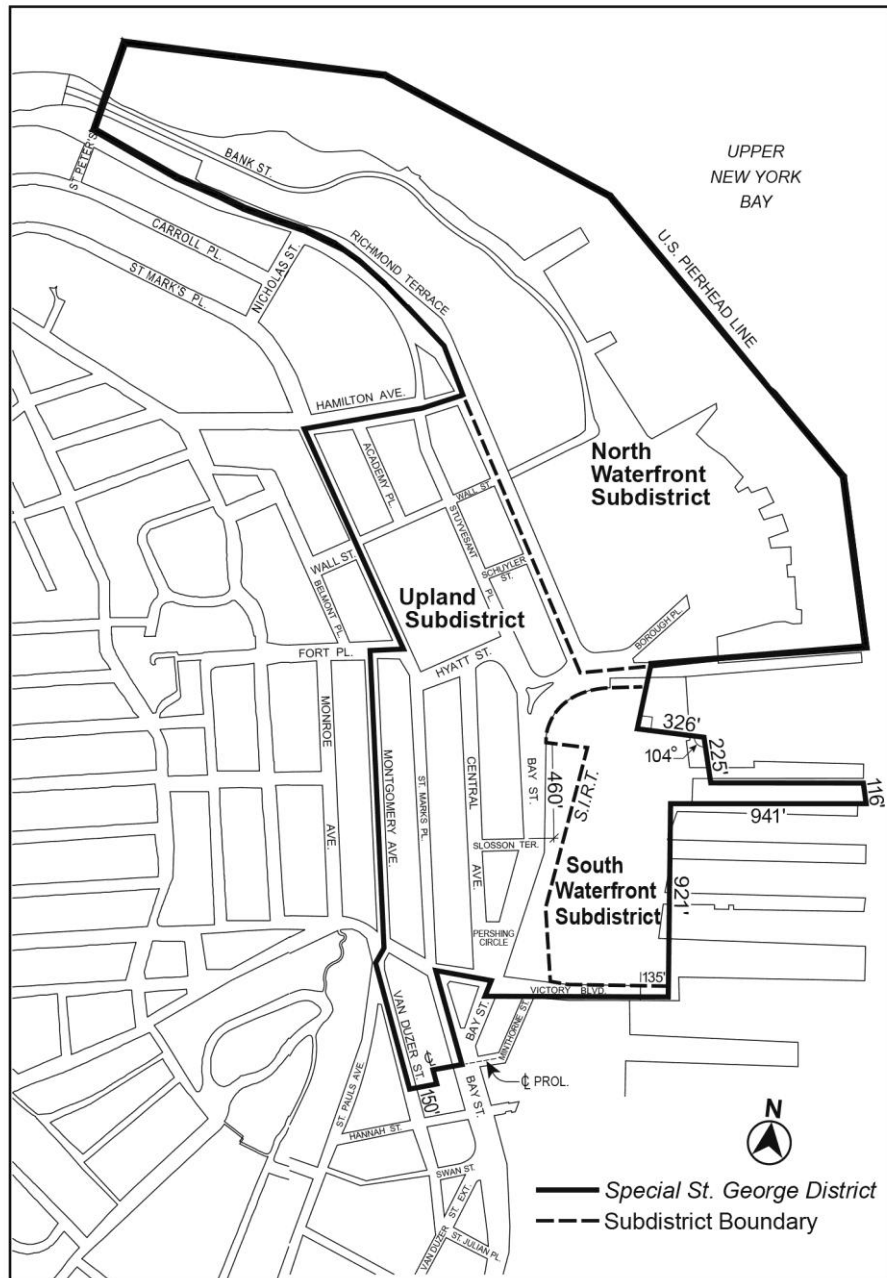 UPPER
NEW YORK
BAY
ST PETER'S
BANK ST.
CARROLL PL.
NICHOLAS ST.
ST MARK'S PL.
RICHMOND TERRACE
U.S. PIERHEAD LINE
HAMILTON AVE.
ACADEMY PL.
North
Waterfront
Subdistrict
WALL ST.
STUYVESANT
PL.
SCHUYLER
ST.
WALL ST.
BELMONT PL.
Upland
Subdistrict
BOROUGH PL.
FORT PL.
HYATT ST.
MONROE
AVE.
MONTGOMERY AVE.
ST. MARKS PL.
CENTRAL
AVE.
BAY ST.
460'
S.I.R.T.
326'
104°
225'
116'
941'
921'
SLOSSON TER.
South
Waterfront
Subdistrict
PERSHING
CIRCLE
135'
VICTORY BLVD.
VAN DUZER ST.
BAY ST.
MINTHORNE ST.
℄ PROL.
150'
BAY ST.
ST. PAULS AVE.
HANNAH ST.
SWAN ST.
VAN DUZER ST. EXT.
ST. JULIAN PL.
N
Special St. George District
Subdistrict Boundary